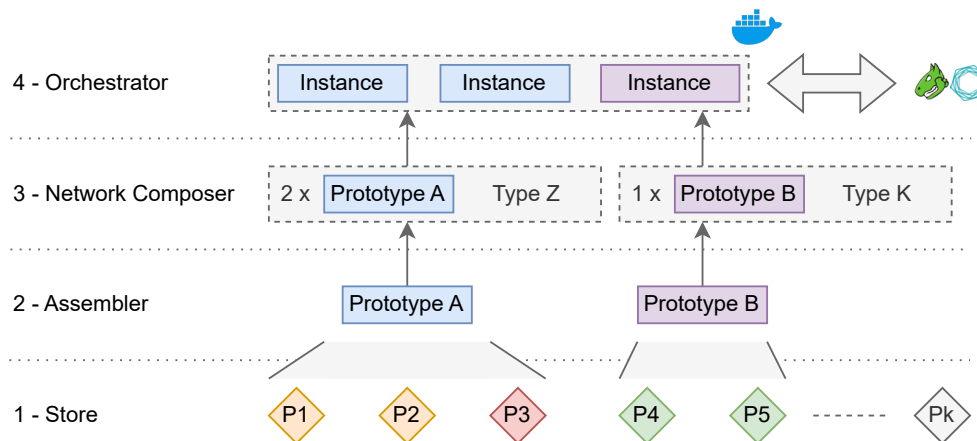 4 - Orchestrator
Instance
Instance
Instance
3 - Network Composer
2 x
Prototype A
Type Z
1 x
Prototype B
Type K
2 - Assembler
Prototype A
Prototype B
1 - Store
P1
P2
P3
P4
P5
Pk